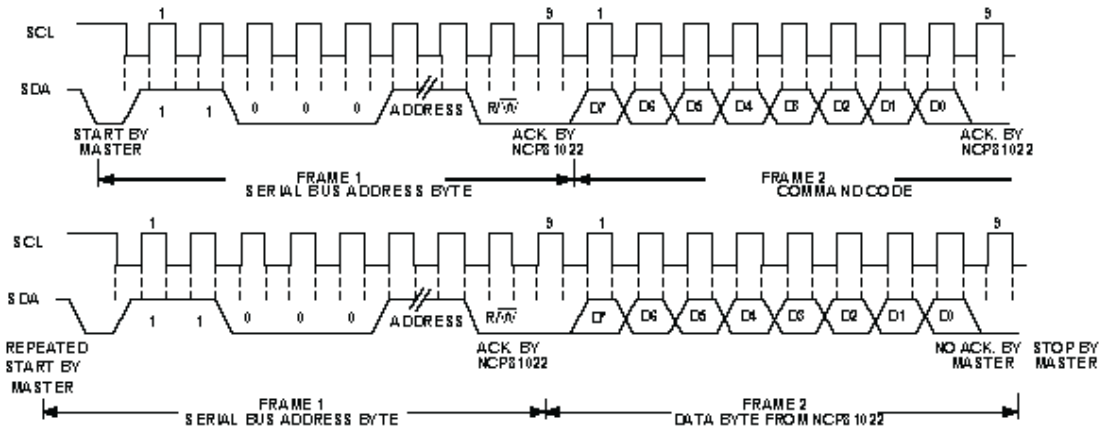 1 9 1 9
SCL
SDA
1 1 0 0 0 ADDRESS R/W D7 D6 D5 D4 D3 D2 D1 D0
START BY MASTER
ACK. BY NCP81022
ACK. BY NCP81022
FRAME 1
SERIAL BUS ADDRESS BYTE
FRAME 2
COMMAND CODE
1 9 1 9
SCL
SDA
1 1 0 0 0 ADDRESS R/W D7 D6 D5 D4 D3 D2 D1 D0
REPEATED START BY MASTER
ACK. BY NCP81022
NO ACK. BY MASTER
STOP BY MASTER
FRAME 1
SERIAL BUS ADDRESS BYTE
FRAME 2
DATA BYTE FROM NCP81022